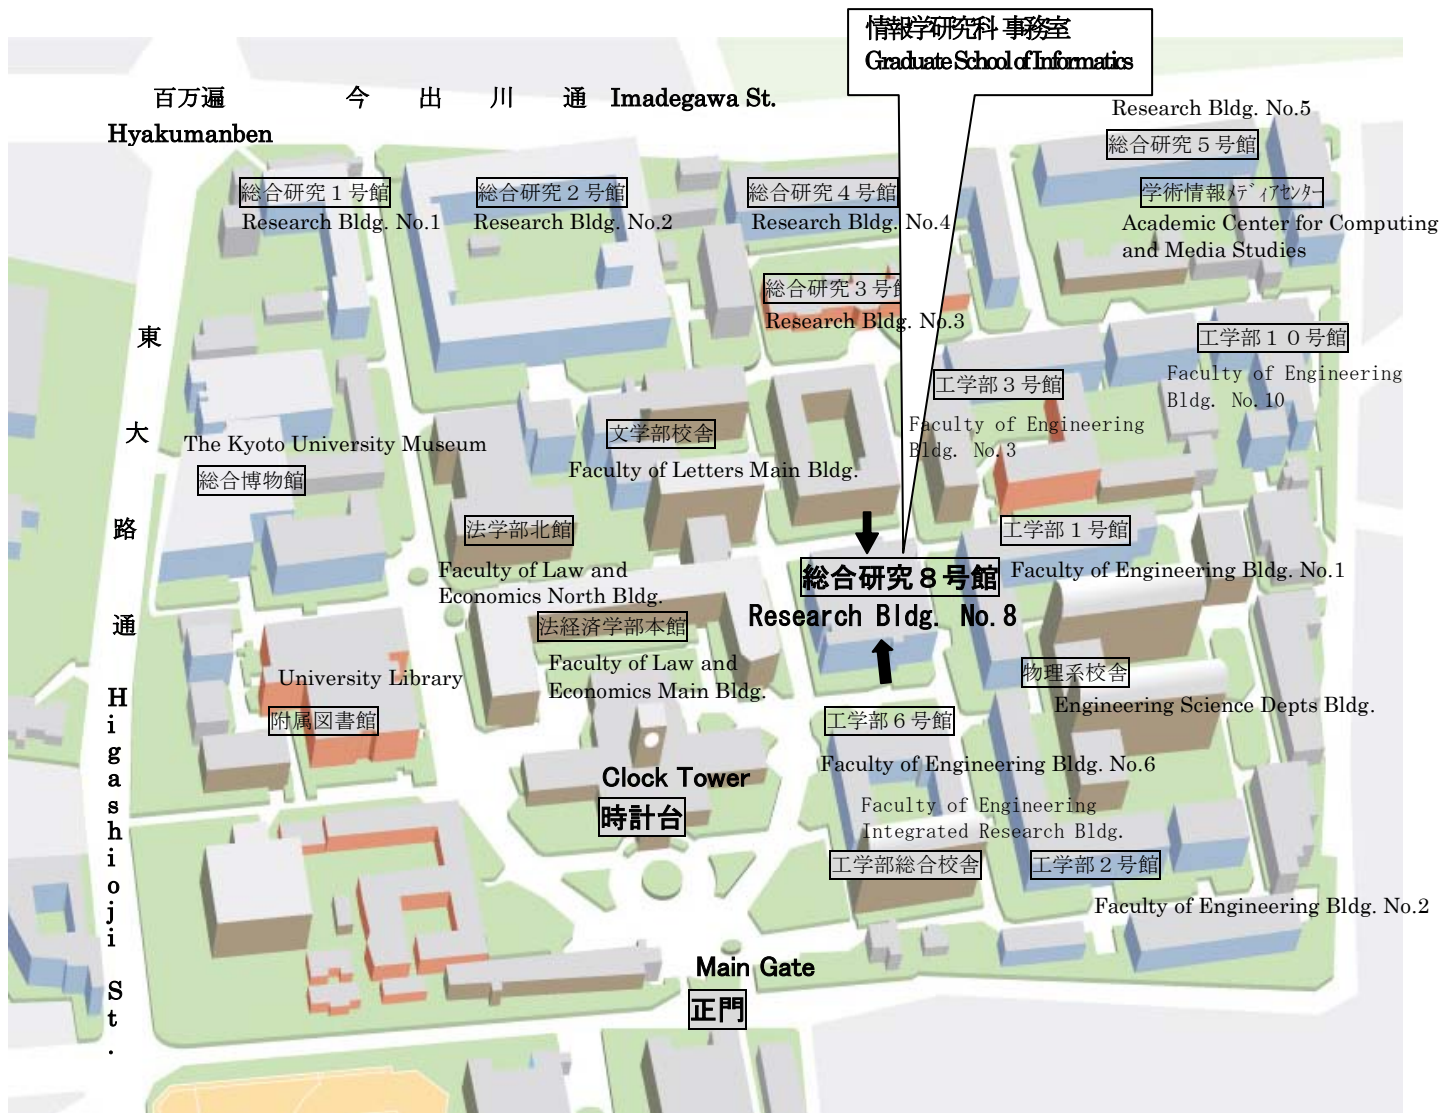 情報学研究科 事務室
Graduate School of Informatics
百万遍
今出川通 Imadegawa St.
Hyakumanben
Research Bldg. No.5
総合研究５号館
総合研究１号館
Research Bldg. No.1
総合研究２号館
Research Bldg. No.2
総合研究４号館
Research Bldg. No.4
学術情報ﾒﾃﾞｨｱｾﾝﾀｰ
Academic Center for Computing
and Media Studies
総合研究３号館
Research Bldg. No.3
東大路通
Higashioji St.
工学部１０号館
Faculty of Engineering
Bldg. No.10
工学部３号館
Faculty of Engineering
Bldg. No.3
文学部校舎
Faculty of Letters Main Bldg.
The Kyoto University Museum
総合博物館
法学部北館
Faculty of Law and
Economics North Bldg.
工学部１号館
Faculty of Engineering Bldg. No.1
総合研究８号館
Research Bldg. No.8
法経済学部本館
Faculty of Law and
Economics Main Bldg.
物理系校舎
Engineering Science Depts Bldg.
University Library
附属図書館
工学部６号館
Faculty of Engineering Bldg. No.6
Clock Tower
時計台
Faculty of Engineering
Integrated Research Bldg.
工学部総合校舎
工学部２号館
Faculty of Engineering Bldg. No.2
Main Gate
正門